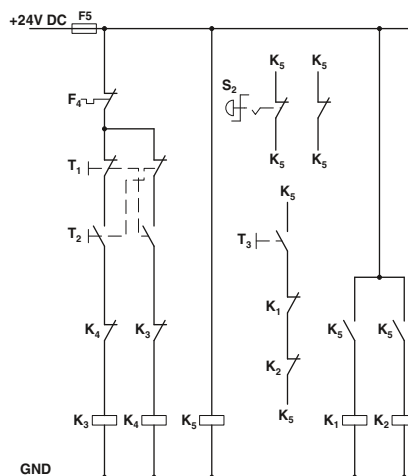 +24V DC F5
K5 K5
S2
F4
K5 K5
T1
K5
T2 T3
K1
K4 K3 K5 K5
K2
K5
K3 K4 K5 K1 K2
GND